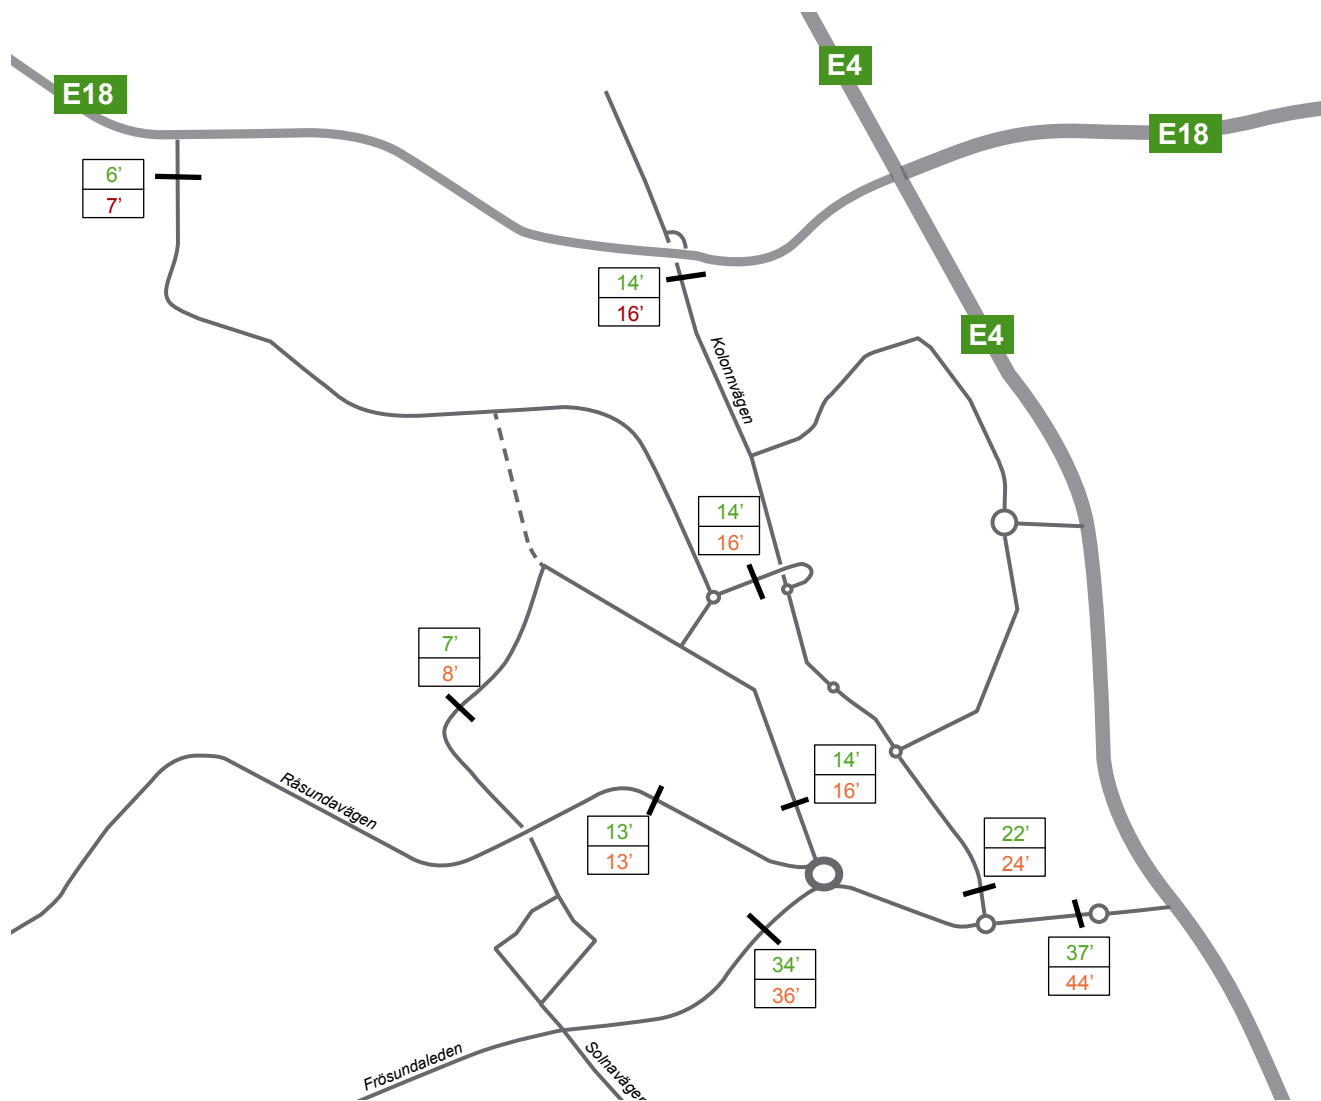 E4
E18
E18
6’
7’
14’
16’
E4
Kolonnvägen
14’
16’
7’
8’
14’
16’
Råsundavägen
13’
13’
22’
24’
34’
36’
37’
44’
Frösundaleden
Solnavägen